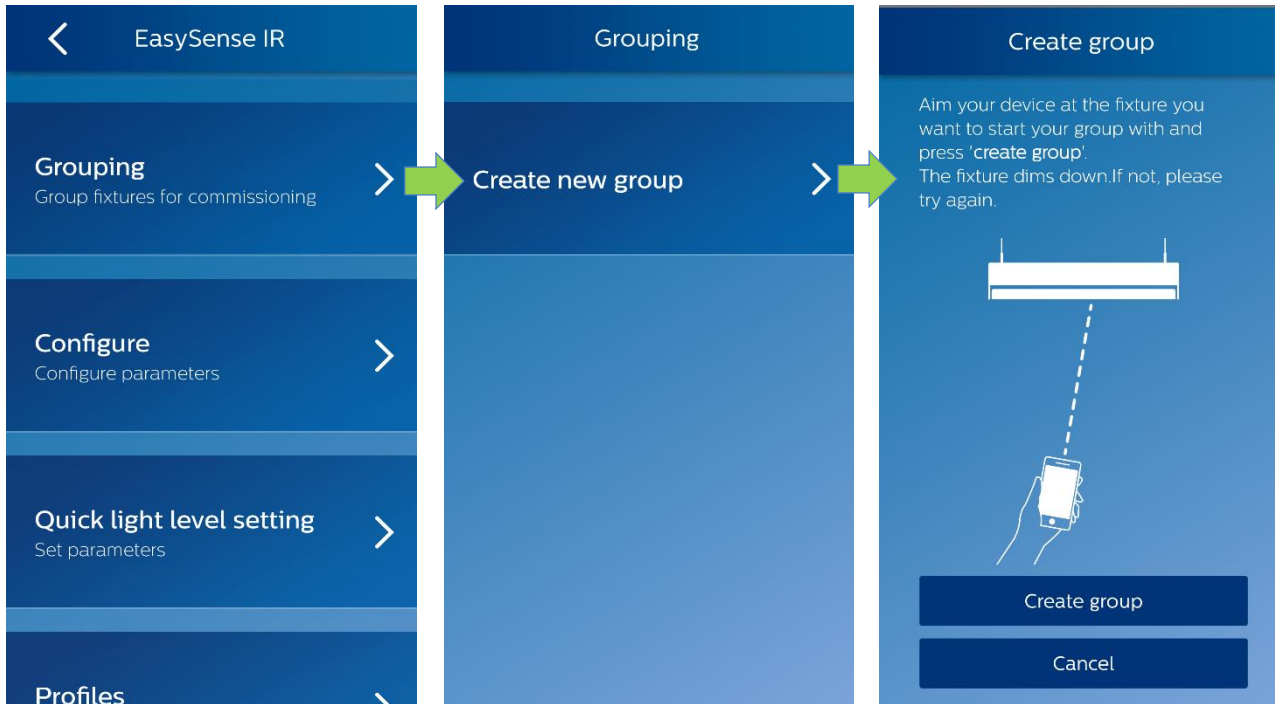 EasySense IR
Grouping
Group fixtures for commissioning
Configure
Configure parameters
Quick light level setting
Set parameters
Profiles
Grouping
Create new group
Create group
Aim your device at the fixture you
want to start your group with and
press 'create group'.
The fixture dims down.If not, please
try again.
Create group
Cancel